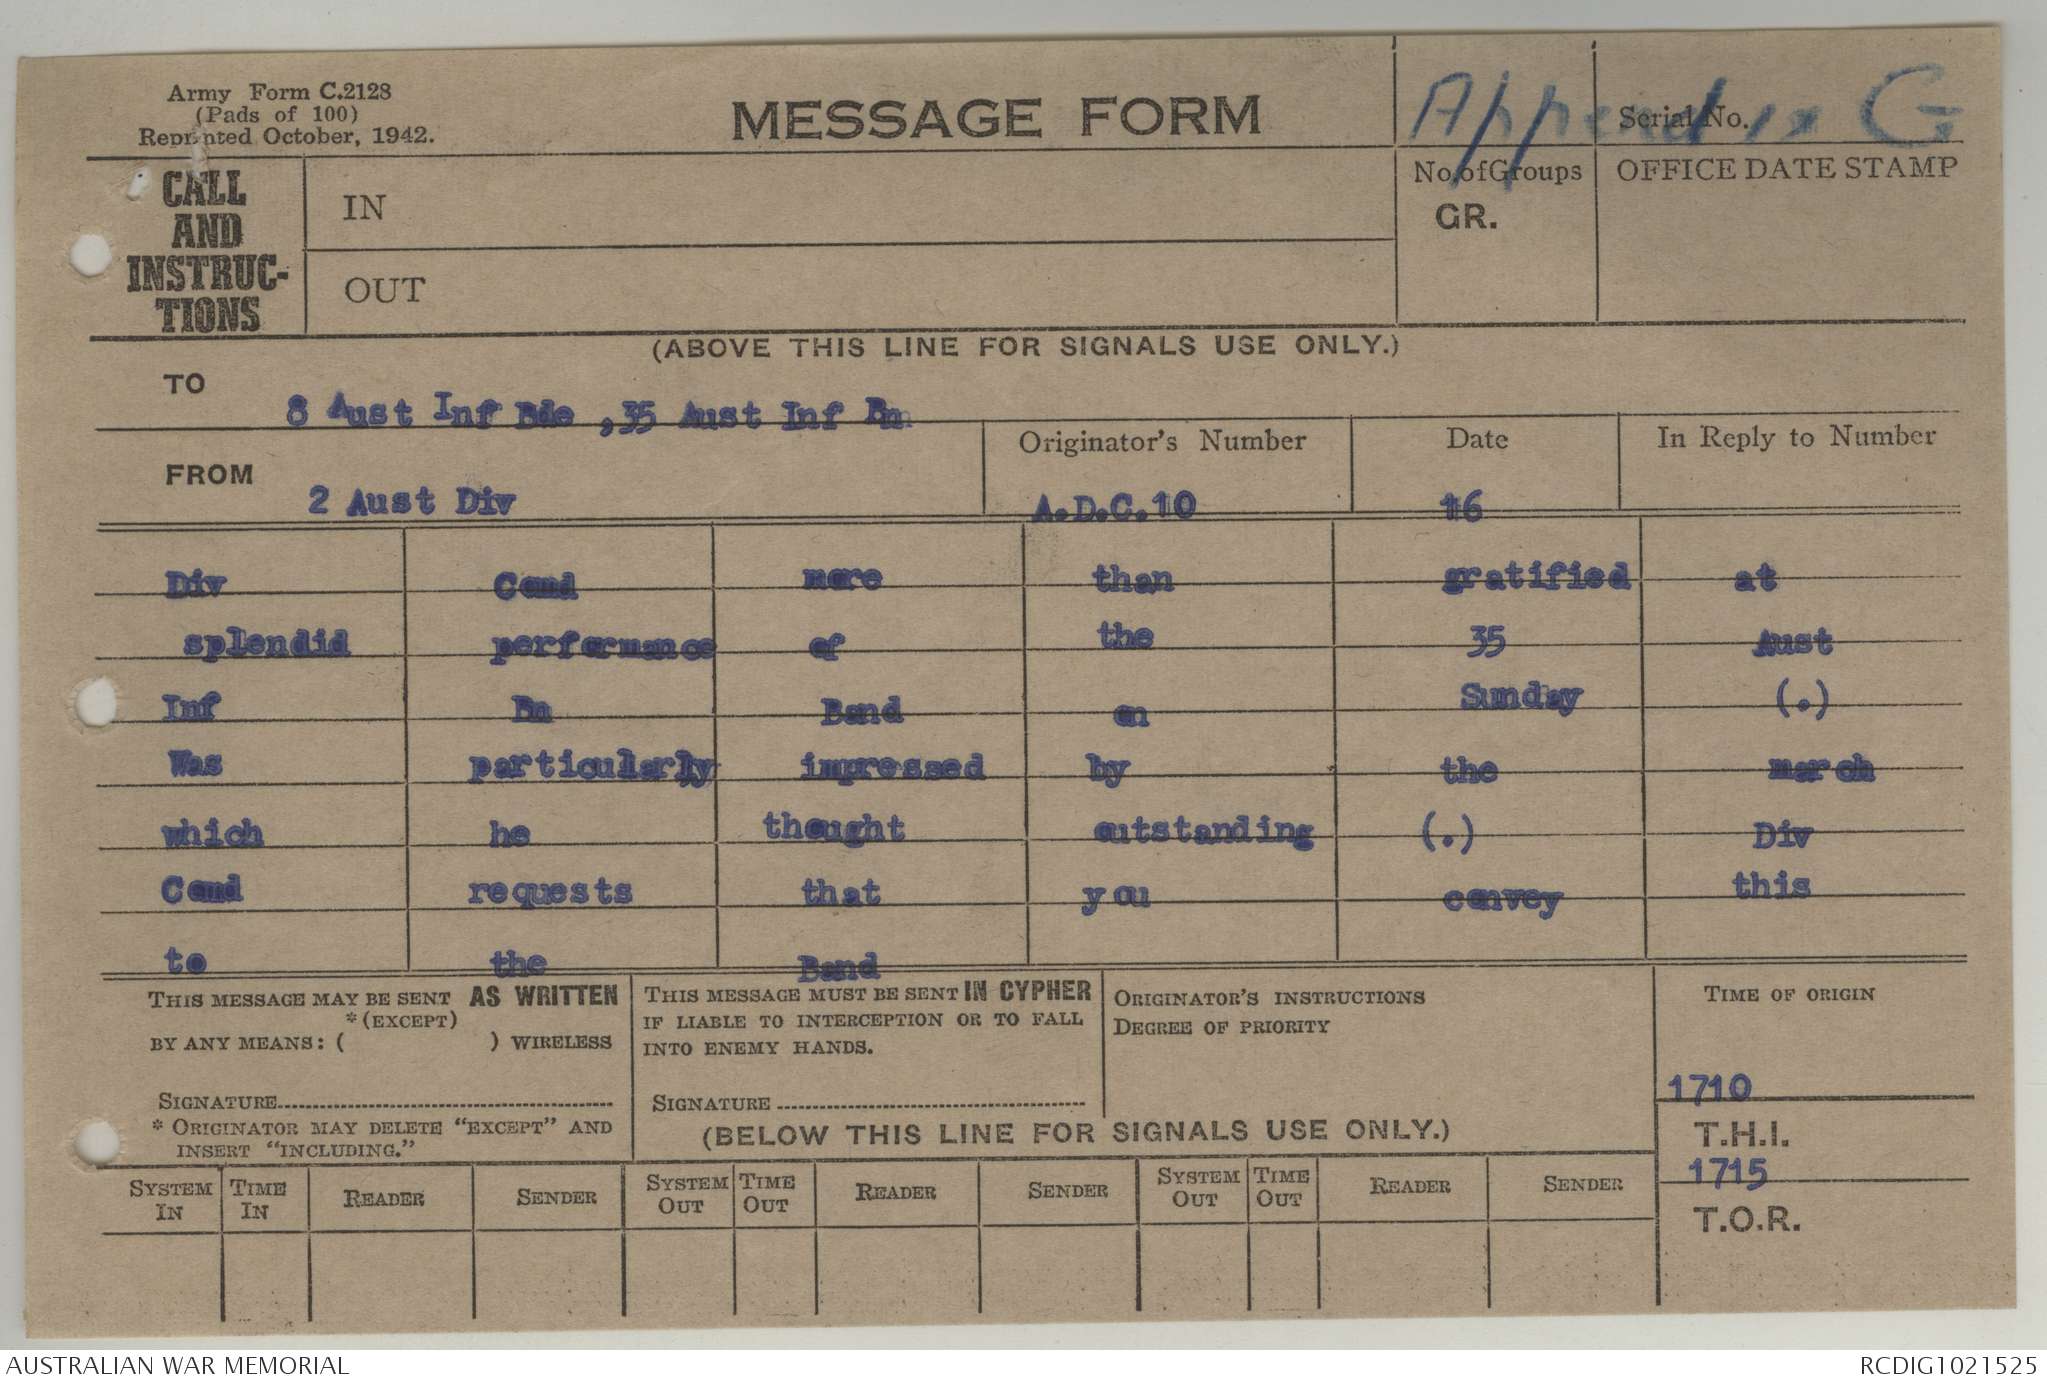 Army Form C.2128
(Pads of 100)
Reprinted October, 1942.
MESSAGE FORM
Appendix G
Serial No.
CALL AND INSTRUC- TIONS
IN
OUT
No. of Groups
GR.
OFFICE DATE STAMP
(ABOVE THIS LINE FOR SIGNALS USE ONLY.)
TO
8 Aust Inf Bde ,35 Aust Inf Bn
FROM
2 Aust Div
Originator's Number
A.D.C.10
Date
16
In Reply to Number
Div Comd more than gratified at
splendid performance of the 35 Aust
Inf Bn Band on Sunday (.)
Was particularly impressed by the march
which he thought outstanding (.) Div
Comd requests that you convey this
to the Band
THIS MESSAGE MAY BE SENT AS WRITTEN
*(EXCEPT)
BY ANY MEANS: ( ) WIRELESS
SIGNATURE
* ORIGINATOR MAY DELETE "EXCEPT" AND
INSERT "INCLUDING."
THIS MESSAGE MUST BE SENT IN CYPHER
IF LIABLE TO INTERCEPTION OR TO FALL
INTO ENEMY HANDS.
SIGNATURE
ORIGINATOR'S INSTRUCTIONS
DEGREE OF PRIORITY
TIME OF ORIGIN
1710
T.H.I.
1715
T.O.R.
(BELOW THIS LINE FOR SIGNALS USE ONLY.)
SYSTEM IN TIME IN READER SENDER SYSTEM OUT TIME OUT READER SENDER SYSTEM OUT TIME OUT READER SENDER
AUSTRALIAN WAR MEMORIAL
RCDIG1021525